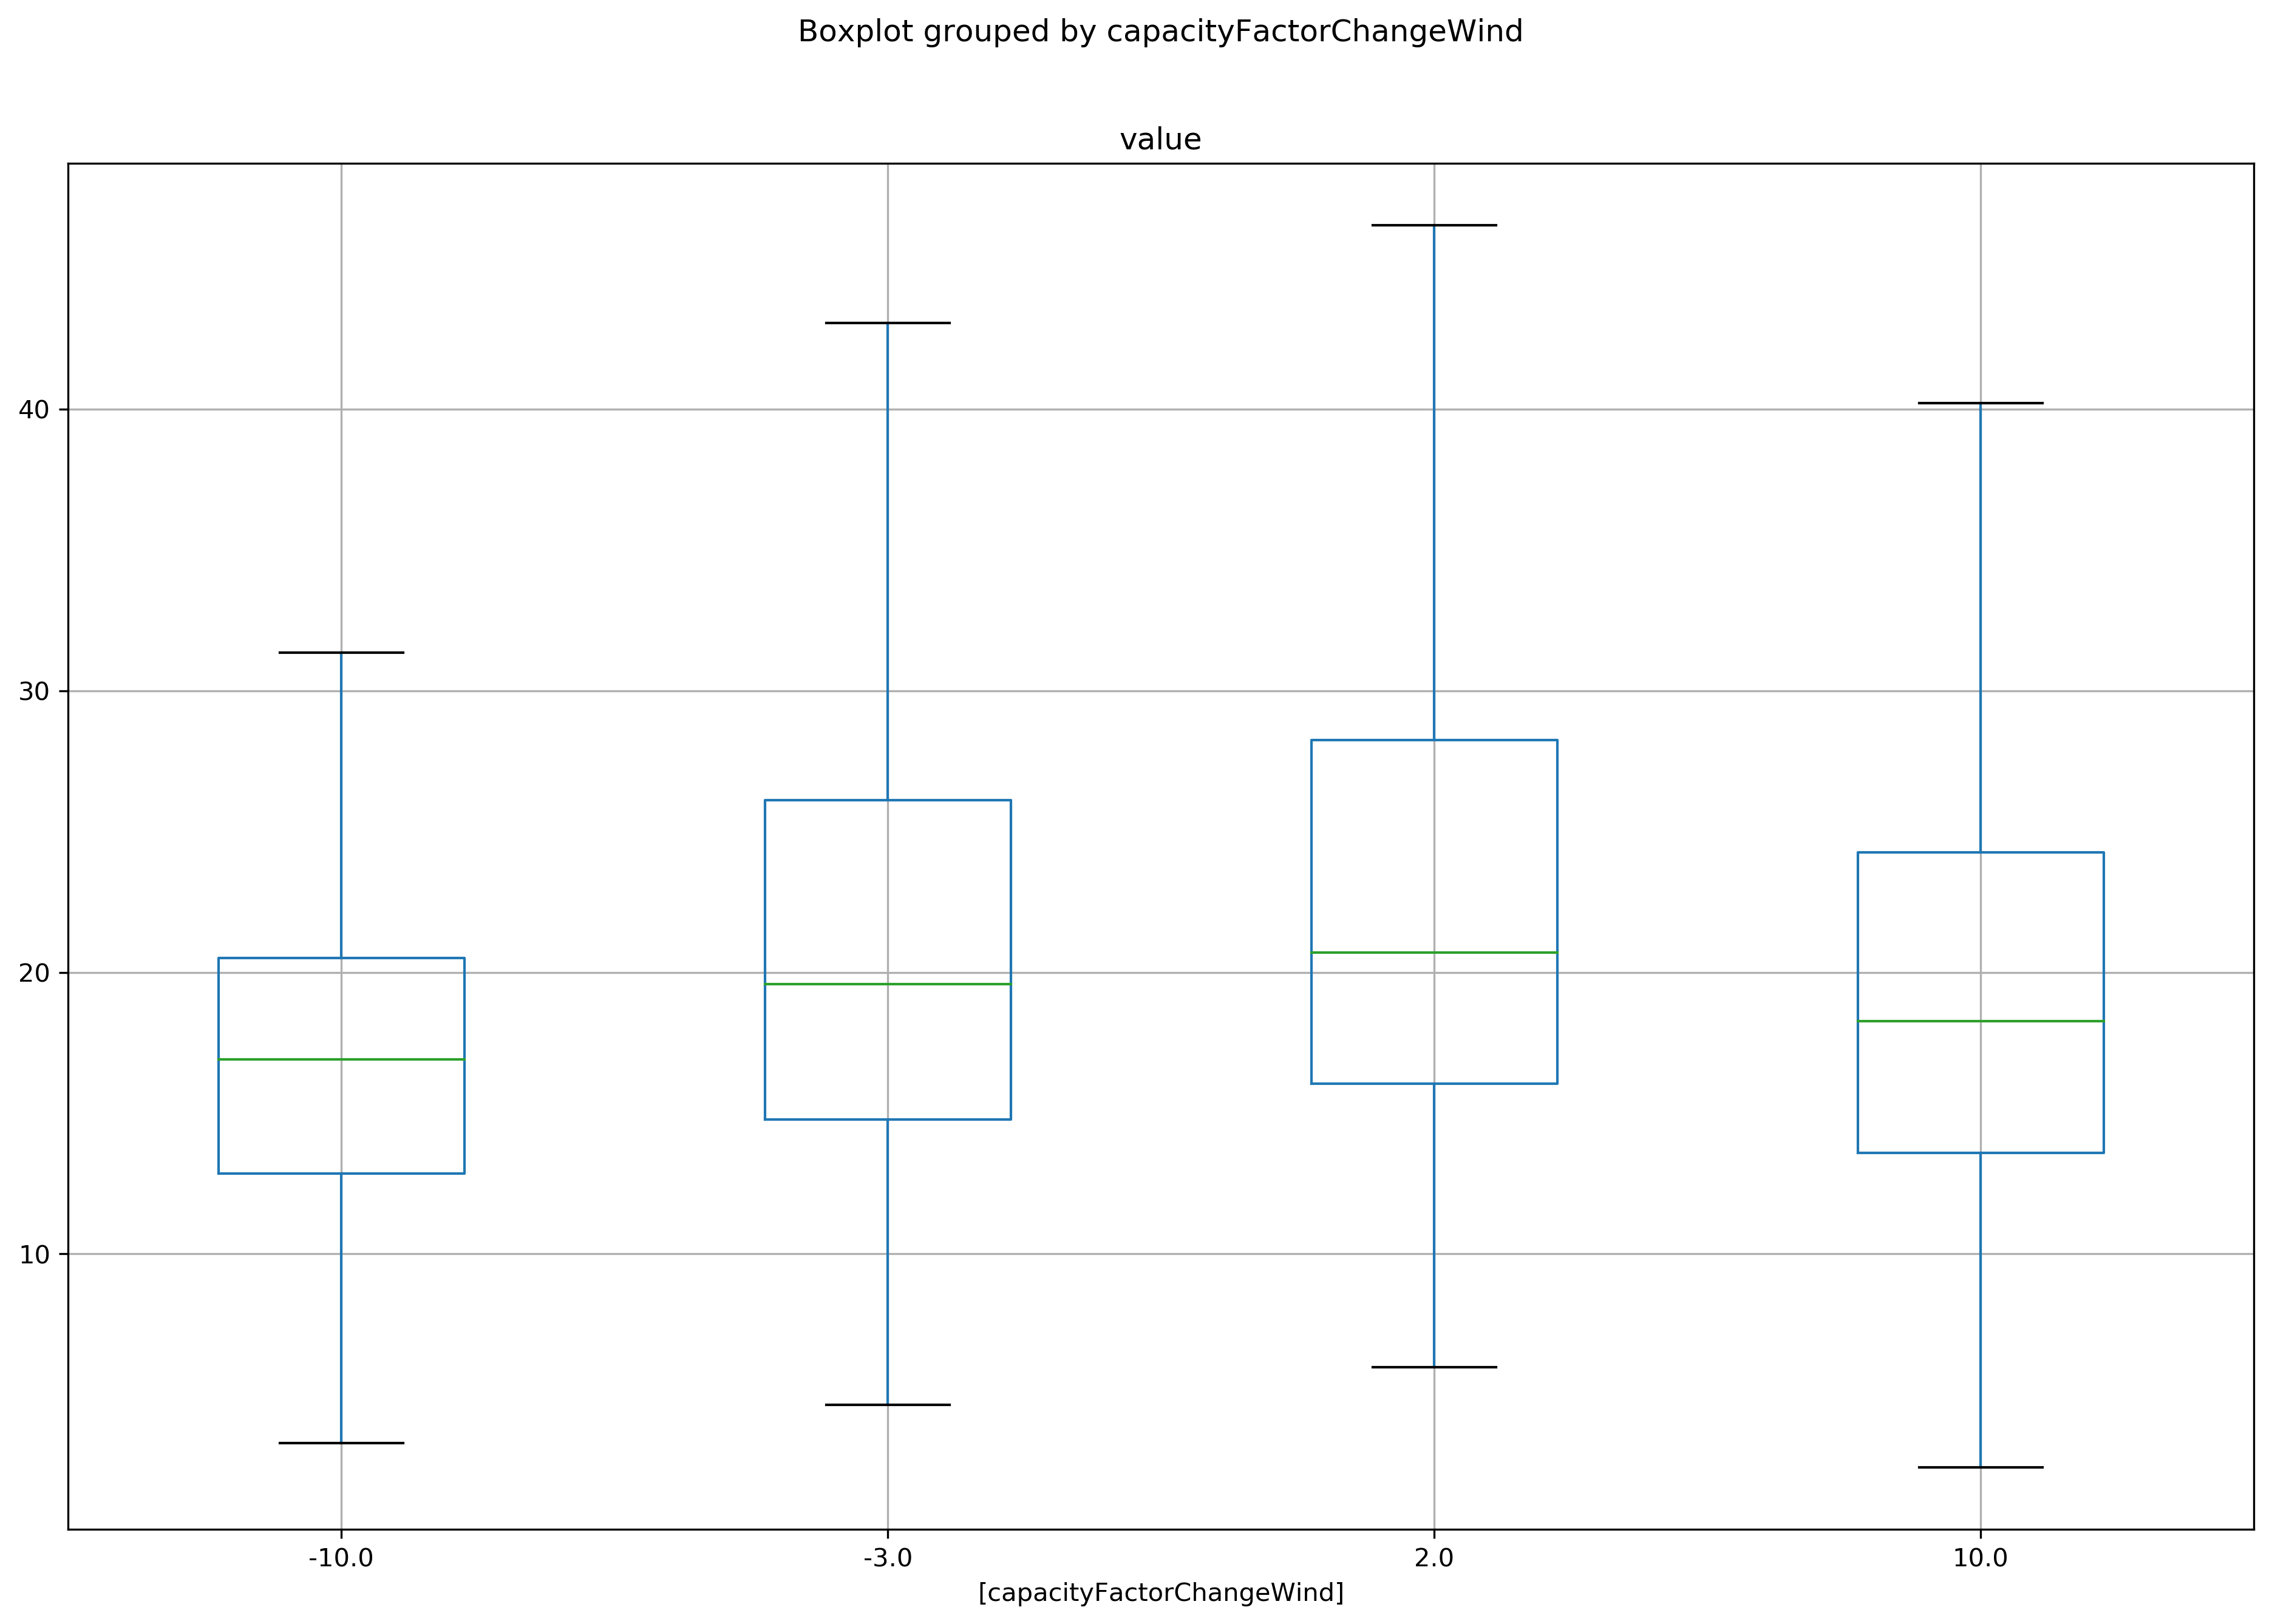 Boxplot grouped by capacityFactorChangeWind
value
40
30
20
10
-10.0 -3.0 2.0 10.0
[capacityFactorChangeWind]